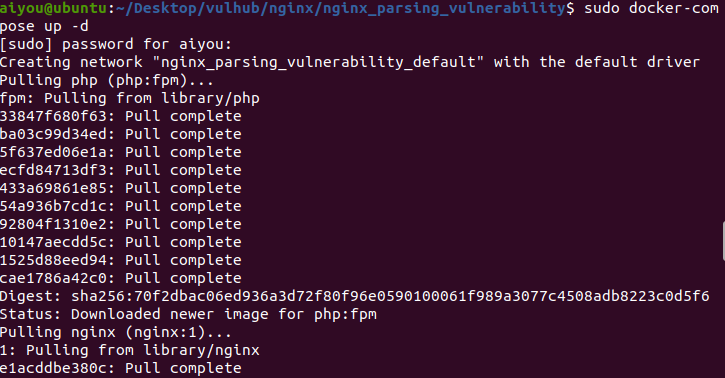 aiyou@ubuntu:~/Desktop/vulhub/nginx/nginx_parsing_vulnerability$ sudo docker-com
pose up -d
[sudo] password for aiyou:
Creating network "nginx_parsing_vulnerability_default" with the default driver
Pulling php (php:fpm)...
fpm: Pulling from library/php
33847f680f63: Pull complete
ba03c99d34ed: Pull complete
5f637ed06e1a: Pull complete
ecfd84713df3: Pull complete
433a69861e85: Pull complete
54a936b7cd1c: Pull complete
92804f1310e2: Pull complete
10147aecdd5c: Pull complete
1525d88eed94: Pull complete
cae1786a42c0: Pull complete
Digest: sha256:70f2dbac06ed936a3d72f80f96e0590100061f989a3077c4508adb8223c0d5f6
Status: Downloaded newer image for php:fpm
Pulling nginx (nginx:1)...
1: Pulling from library/nginx
e1acddbe380c: Pull complete